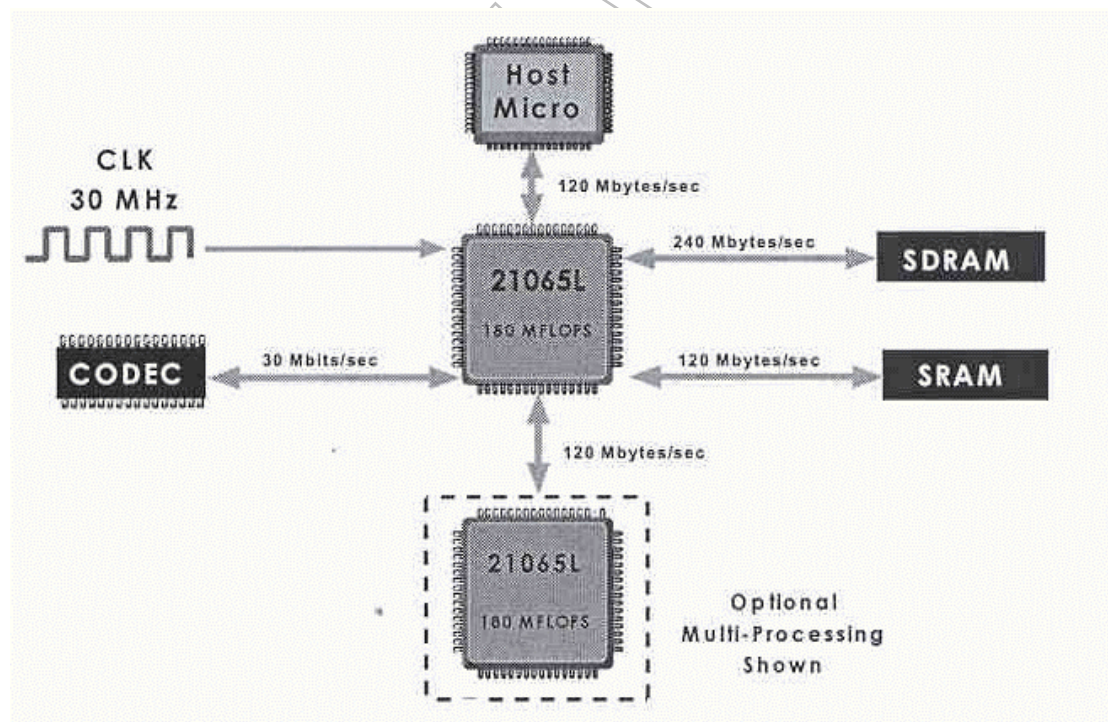 Host
Micro
CLK
30 MHz
120 Mbytes/sec
240 Mbytes/sec
SDRAM
21065L
180 MFLOPS
CODEC
30 Mbits/sec
120 Mbytes/sec
SRAM
120 Mbytes/sec
21065L
180 MFLOPS
Optional
Multi-Processing
Shown